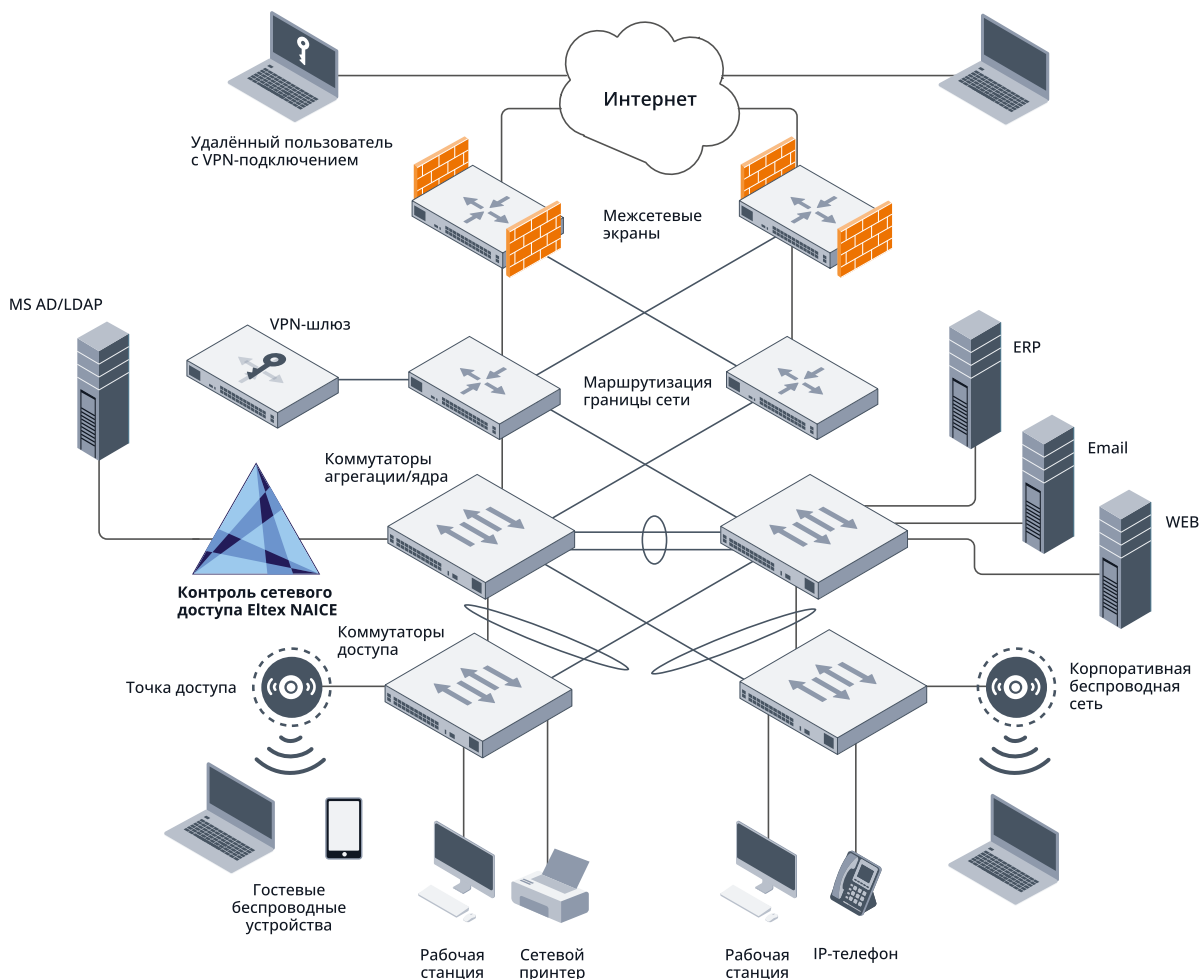 Интернет
Удалённый пользователь
с VPN-подключением
Межсетевые
экраны
MS AD/LDAP
VPN-шлюз
ERP
Маршрутизация
границы сети
Email
Коммутаторы
агрегации/ядра
WEB
Контроль сетевого
доступа Eltex NAICE
Коммутаторы
доступа
Точка доступа
Корпоративная
беспроводная
сеть
Гостевые
беспроводные
устройства
Рабочая
станция
Сетевой
принтер
Рабочая
станция
IP-телефон